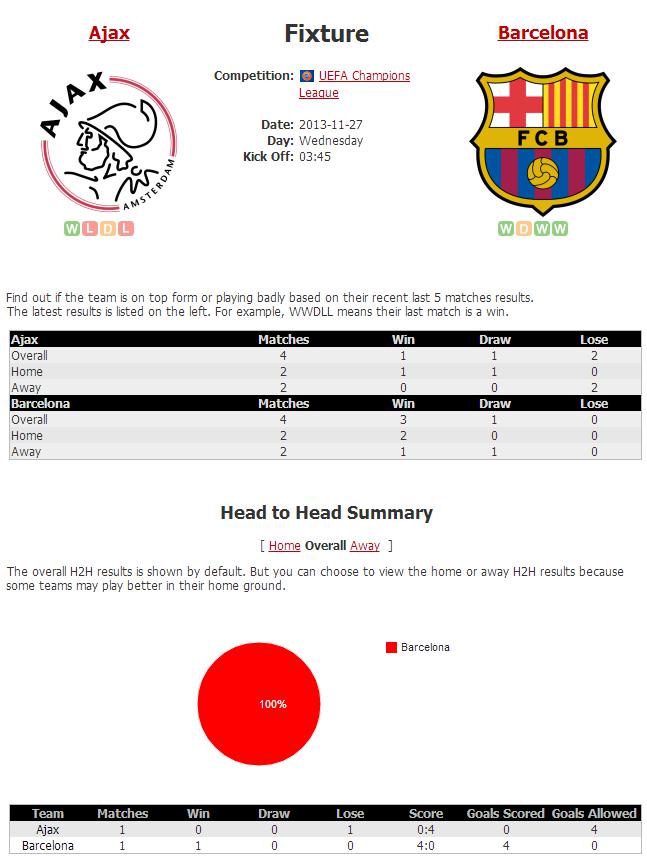 Ajax Fixture Barcelona
Competition: UEFA Champions
League
Date: 2013-11-27
Day: Wednesday
Kick Off: 03:45
AJAX
AMSTERDAM
FCB
W L D L
W D W W
Find out if the team is on top form or playing badly based on their recent last 5 matches results.
The latest results is listed on the left. For example, WWDLL means their last match is a win.
Ajax Matches Win Draw Lose
Overall 4 1 1 2
Home 2 1 1 0
Away 2 0 0 2
Barcelona Matches Win Draw Lose
Overall 4 3 1 0
Home 2 2 0 0
Away 2 1 1 0
Head to Head Summary
[ Home Overall Away ]
The overall H2H results is shown by default. But you can choose to view the home or away H2H results because
some teams may play better in their home ground.
Barcelona
100%
Team Matches Win Draw Lose Score Goals Scored Goals Allowed
Ajax 1 0 0 1 0:4 0 4
Barcelona 1 1 0 0 4:0 4 0